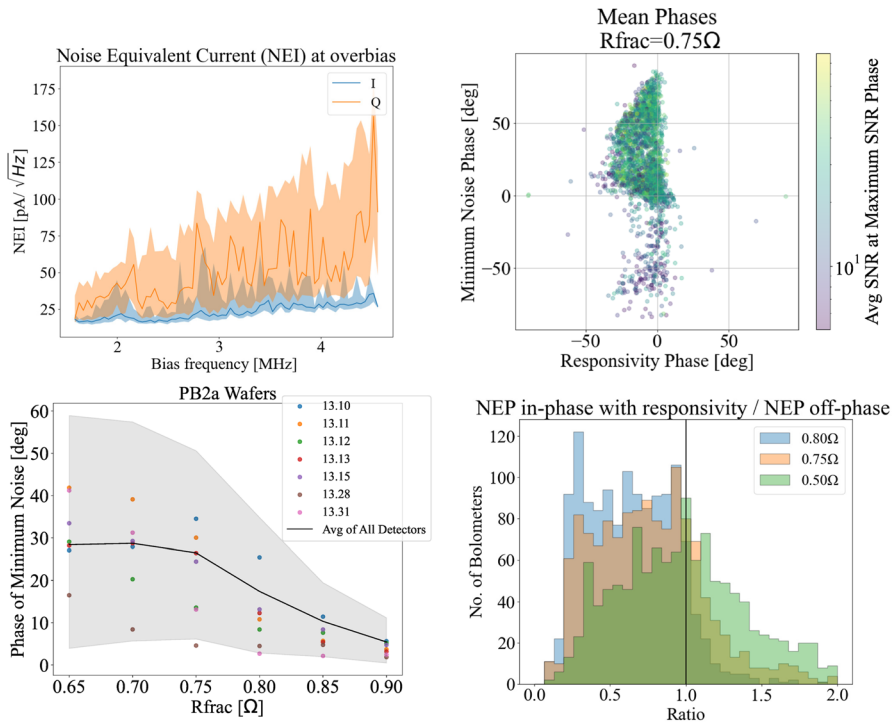 Noise Equivalent Current (NEI) at overbias
NEI [pA/ √Hz]
175
150
125
100
75
50
25
I
Q
2
3
4
Bias frequency [MHz]
Mean Phases
Rfrac=0.75Ω
Minimum Noise Phase [deg]
50
0
−50
−50
0
50
Responsivity Phase [deg]
10¹
Avg SNR at Maximum SNR Phase
PB2a Wafers
Phase of Minimum Noise [deg]
60
50
40
30
20
10
0
13.10
13.11
13.12
13.13
13.15
13.28
13.31
Avg of All Detectors
0.65
0.70
0.75
0.80
0.85
0.90
Rfrac [Ω]
NEP in-phase with responsivity / NEP off-phase
No. of Bolometers
120
100
80
60
40
20
0
0.80Ω
0.75Ω
0.50Ω
0.0
0.5
1.0
1.5
2.0
Ratio